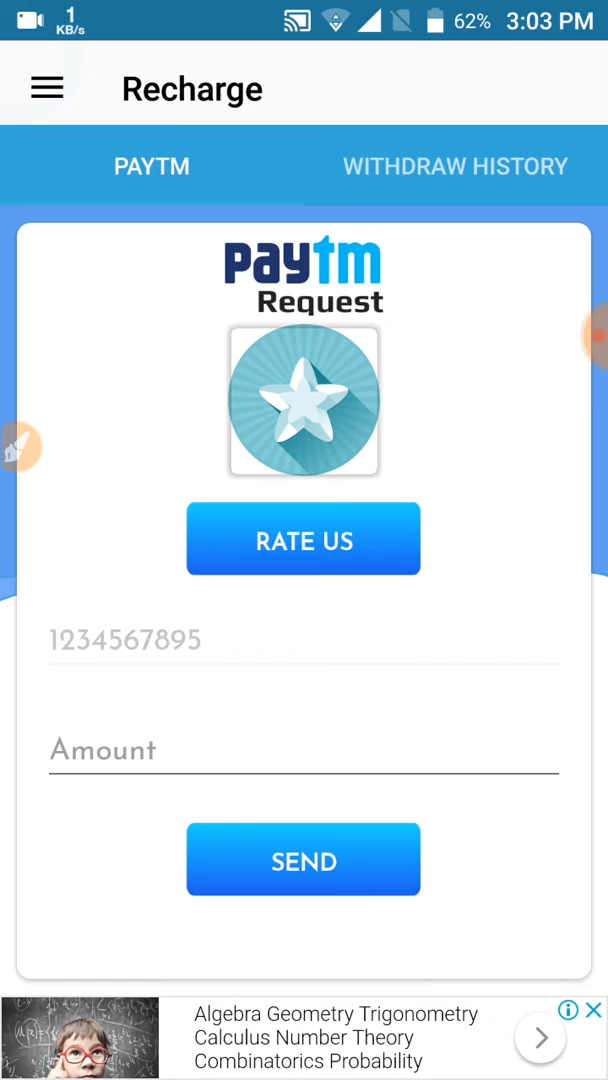 1
KB/s
62% 3:03 PM
Recharge
PAYTM
WITHDRAW HISTORY
paytm
Request
RATE US
1234567895
Amount
SEND
Algebra Geometry Trigonometry
Calculus Number Theory
Combinatorics Probability